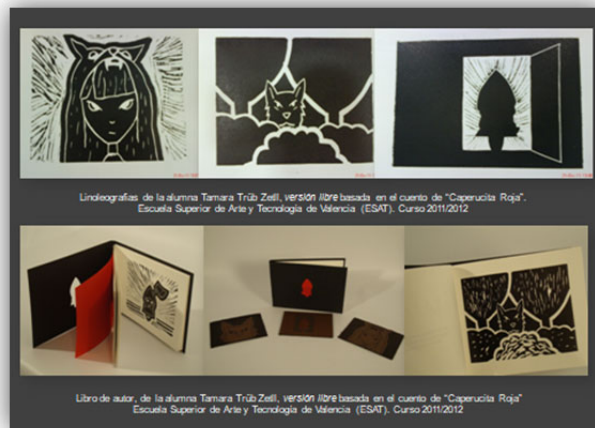 Linoleografías de la alumna Tamara Trüb Zetll, versión libre basada en el cuento de "Caperucita Roja".
Escuela Superior de Arte y Tecnología de Valencia (ESAT). Curso 2011/2012
Libro de autor, de la alumna Tamara Trüb Zetll, versión libre basada en el cuento de "Caperucita Roja"
Escuela Superior de Arte y Tecnología de Valencia (ESAT). Curso 2011/2012